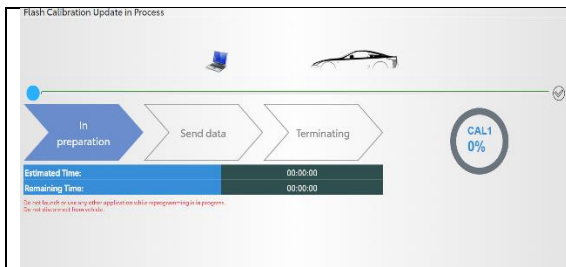 Flash Calibration Update in Process
In
preparation
Send data
Terminating
CAL1
0%
Estimated Time: 00:00:00
Remaining Time: 00:00:00
Do not launch or use any other application while reprogramming is in progress.
Do not disconnect from vehicle.